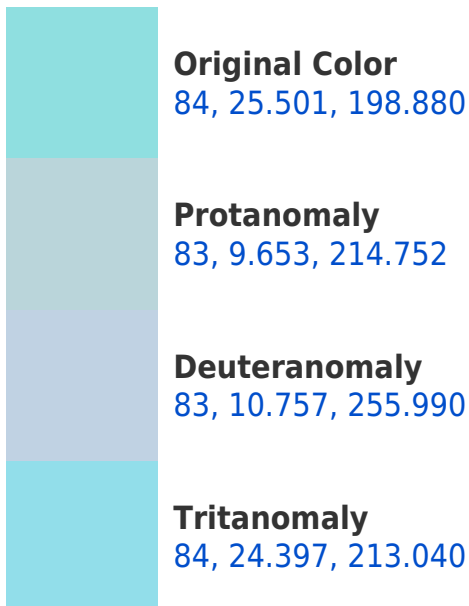 Original Color
84, 25.501, 198.880
Protanomaly
83, 9.653, 214.752
Deuteranomaly
83, 10.757, 255.990
Tritanomaly
84, 24.397, 213.040